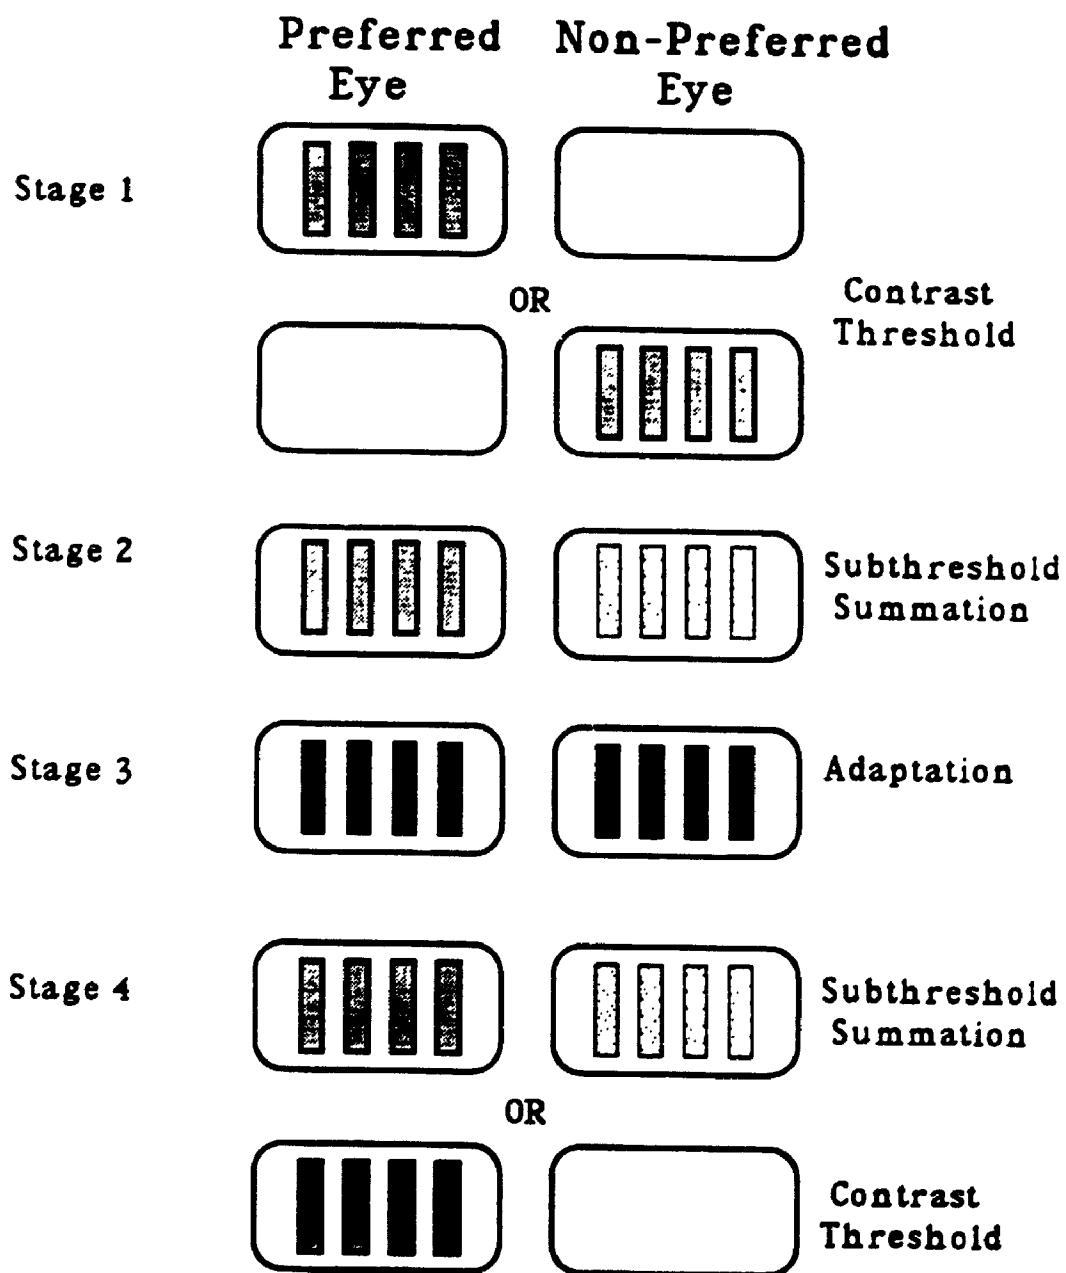 Preferred Eye
Non-Preferred Eye
Stage 1
OR
Contrast
Threshold
Stage 2
Subthreshold
Summation
Stage 3
Adaptation
Stage 4
Subthreshold
Summation
OR
Contrast
Threshold